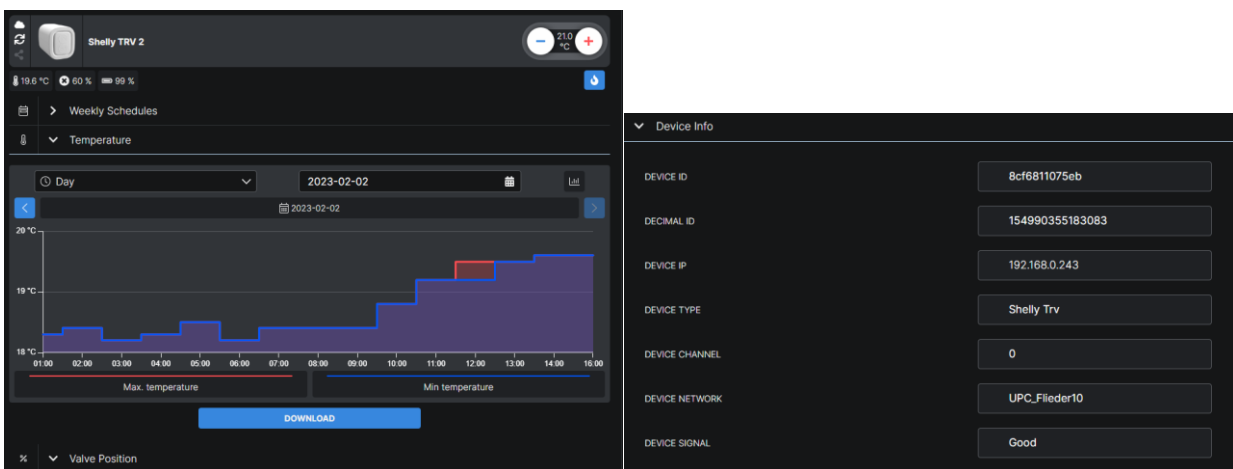 Shelly TRV 2
21.0
°C
19.6 °C 60 % 99 %
Weekly Schedules
Temperature
Day 2023-02-02
2023-02-02
20 °C
19 °C
18 °C
01:00 02:00 03:00 04:00 05:00 06:00 07:00 08:00 09:00 10:00 11:00 12:00 13:00 14:00 16:00
Max. temperature Min temperature
DOWNLOAD
% Valve Position
Device Info
DEVICE ID 8cf6811075eb
DECIMAL ID 154990355183083
DEVICE IP 192.168.0.243
DEVICE TYPE Shelly Trv
DEVICE CHANNEL 0
DEVICE NETWORK UPC_Flieder10
DEVICE SIGNAL Good